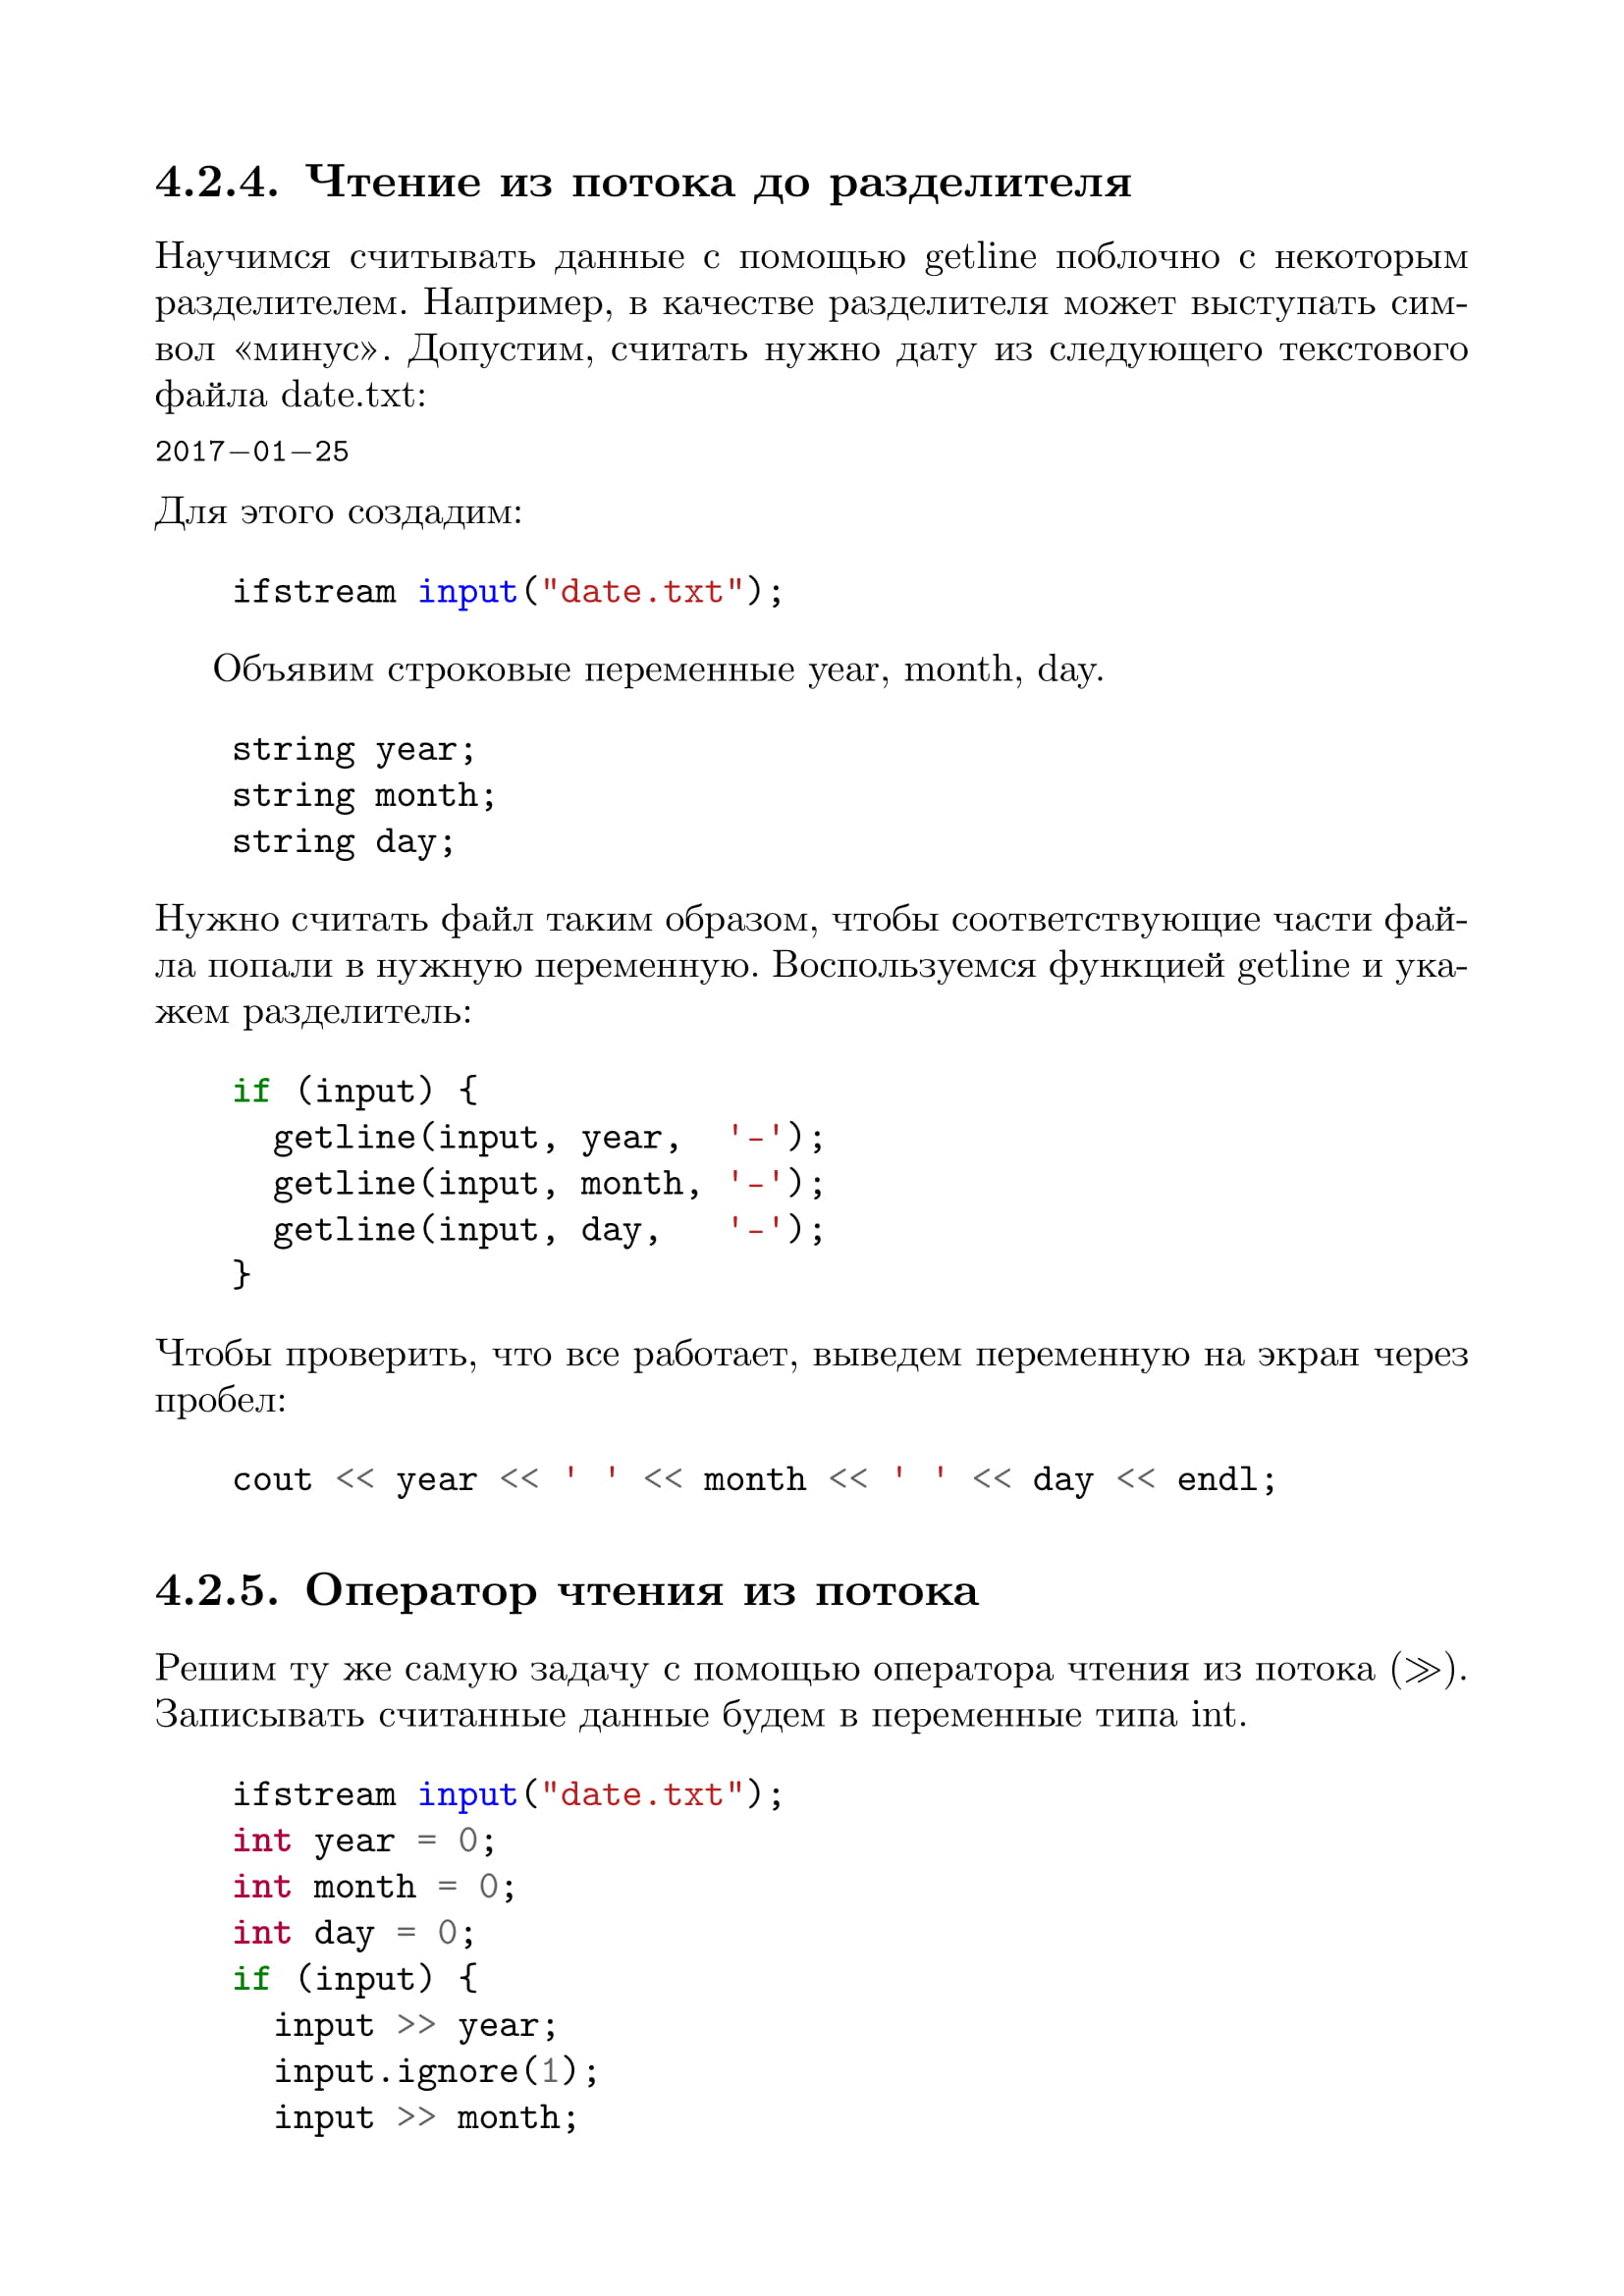 4.2.4. Чтение из потока до разделителя
Научимся считывать данные с помощью getline поблочно с некоторым
разделителем. Например, в качестве разделителя может выступать сим-
вол «минус». Допустим, считать нужно дату из следующего текстового
файла date.txt:
2017−01−25
Для этого создадим:
ifstream input("date.txt");
Объявим строковые переменные year, month, day.
string year;
string month;
string day;
Нужно считать файл таким образом, чтобы соответствующие части фай-
ла попали в нужную переменную. Воспользуемся функцией getline и ука-
жем разделитель:
if (input) {
  getline(input, year,  '-');
  getline(input, month, '-');
  getline(input, day,   '-');
}
Чтобы проверить, что все работает, выведем переменную на экран через
пробел:
cout << year << ' ' << month << ' ' << day << endl;
4.2.5. Оператор чтения из потока
Решим ту же самую задачу с помощью оператора чтения из потока (≫).
Записывать считанные данные будем в переменные типа int.
ifstream input("date.txt");
int year = 0;
int month = 0;
int day = 0;
if (input) {
  input >> year;
  input.ignore(1);
  input >> month;